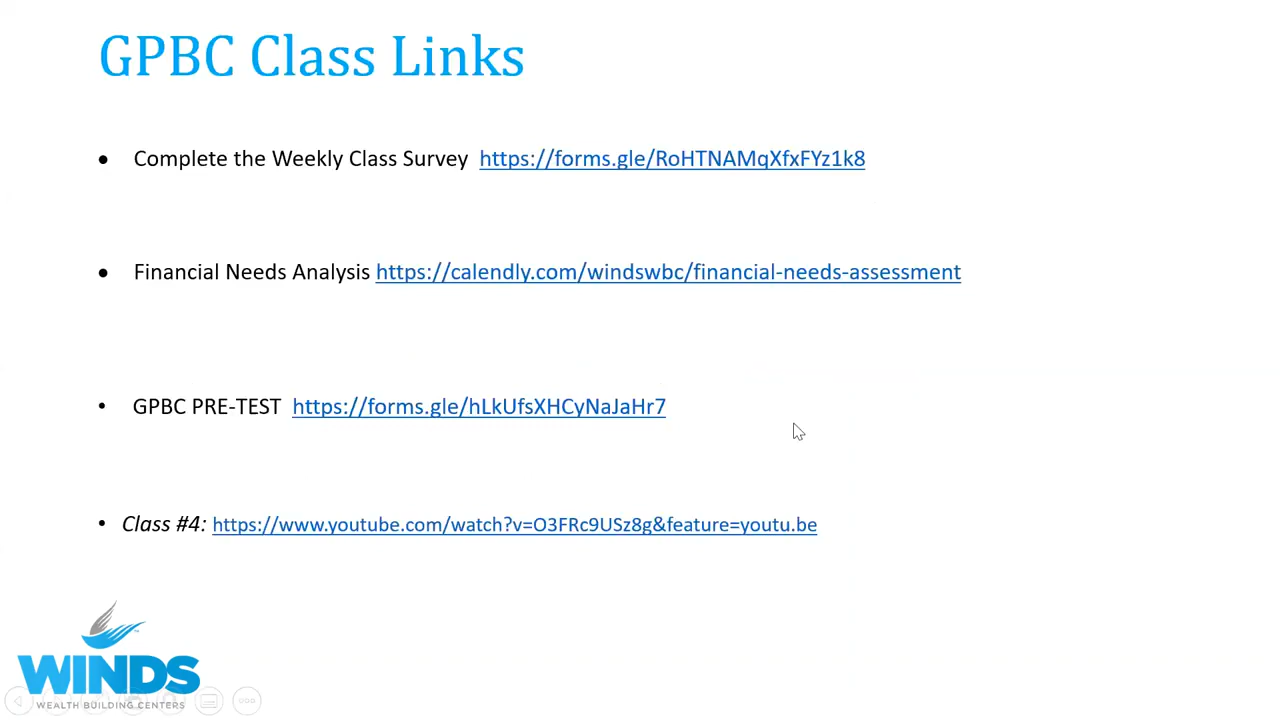 GPBC Class Links
• Complete the Weekly Class Survey https://forms.gle/RoHTNAMqXfxFYz1k8
• Financial Needs Analysis https://calendly.com/windswbc/financial-needs-assessment
• GPBC PRE-TEST https://forms.gle/hLkUfsXHCyNaJaHr7
• Class #4: https://www.youtube.com/watch?v=O3FRc9USz8g&feature=youtu.be
WINDS
WEALTH BUILDING CENTERS